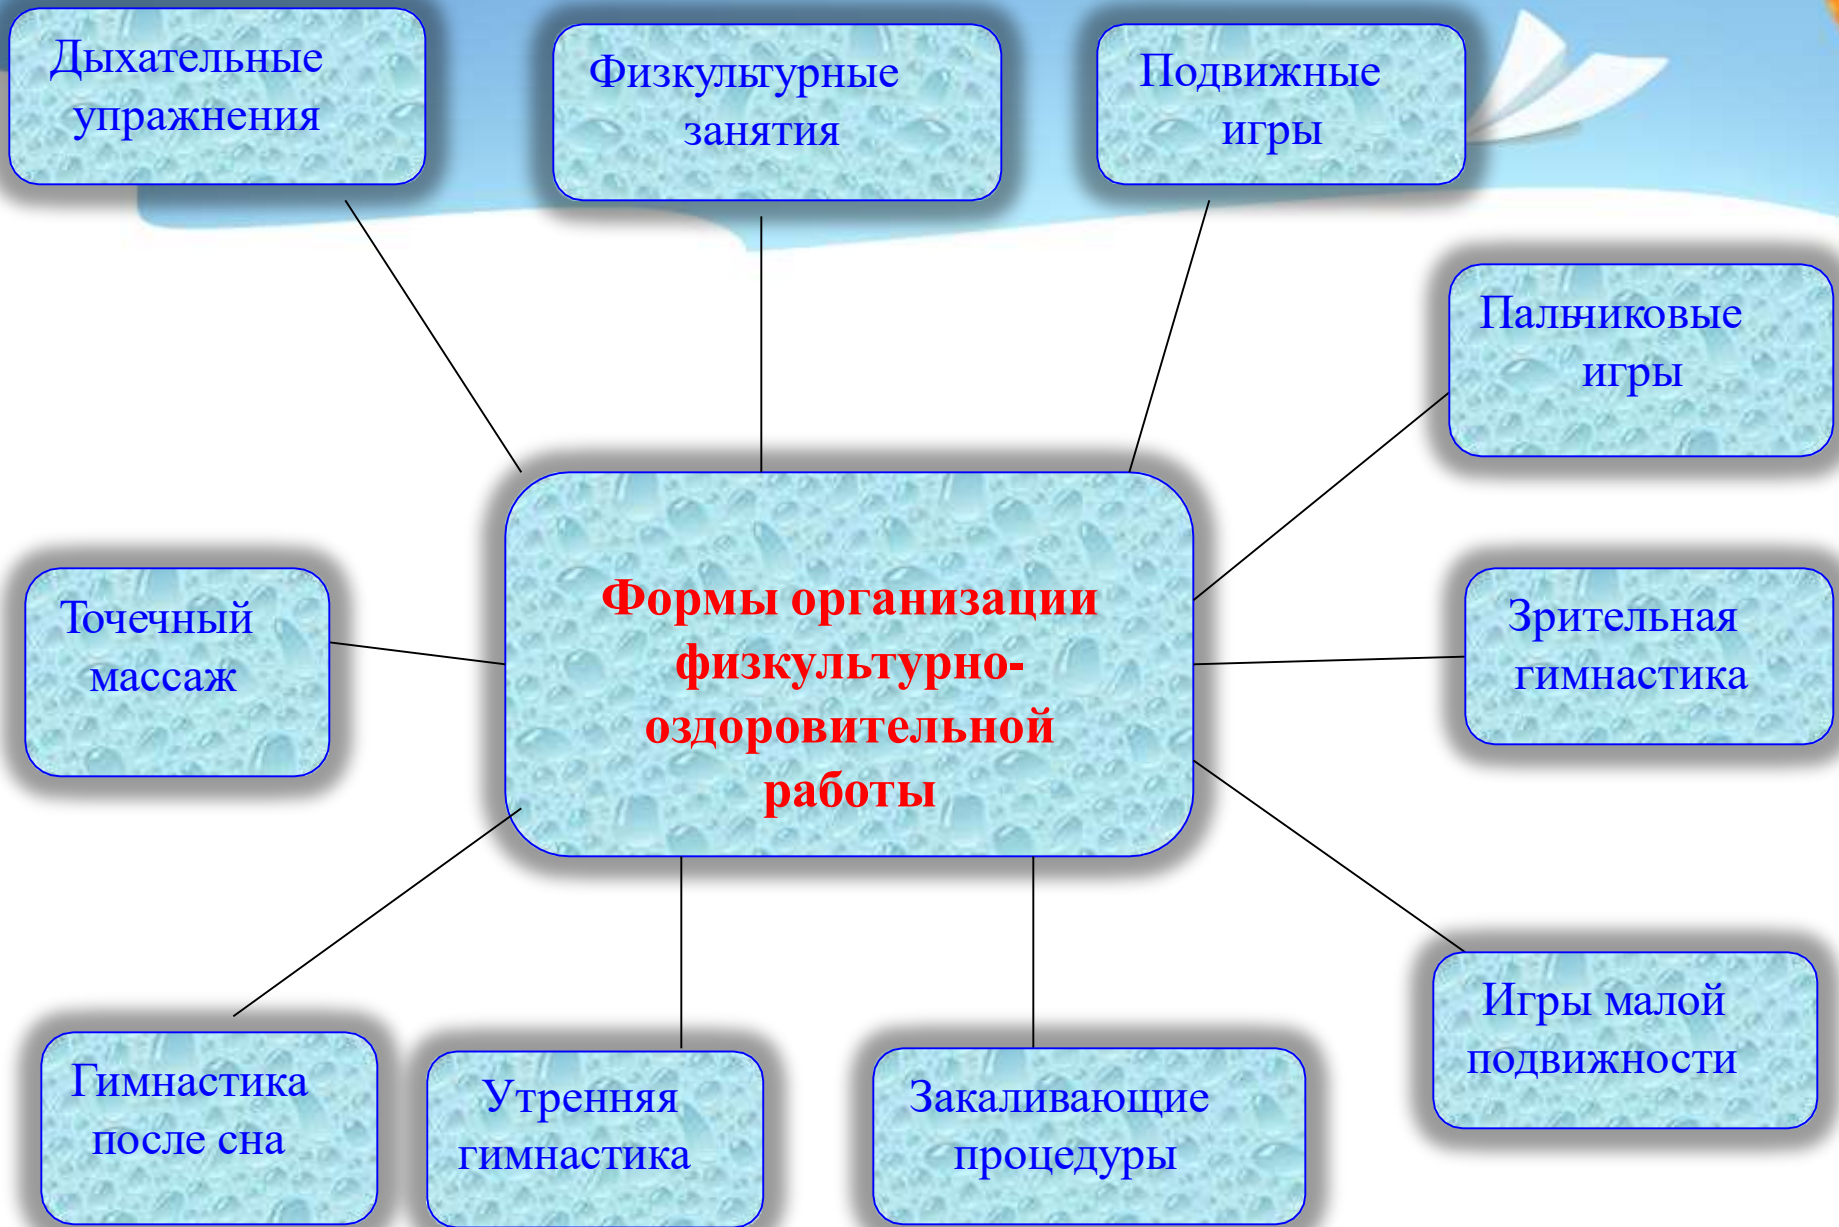 Дыхательные
упражнения
Физкультурные
занятия
Подвижные
игры
Пальчиковые
игры
Точечный
массаж
Формы организации
физкультурно-
оздоровительной
работы
Зрительная
гимнастика
Игры малой
подвижности
Гимнастика
после сна
Утренняя
гимнастика
Закаливающие
процедуры